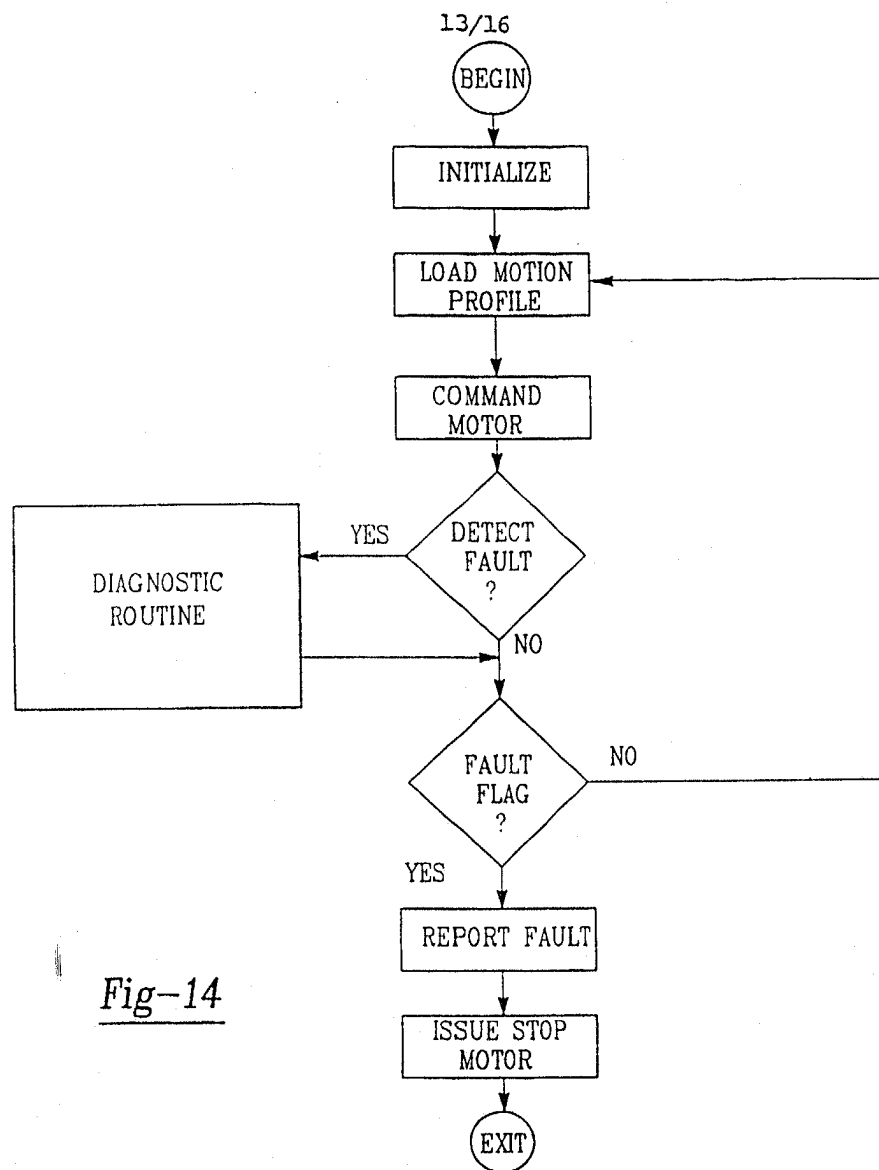 13/16
BEGIN
INITIALIZE
LOAD MOTION
PROFILE
COMMAND
MOTOR
YES
DETECT
FAULT
?
DIAGNOSTIC
ROUTINE
NO
FAULT
FLAG
?
NO
YES
REPORT FAULT
Fig-14
ISSUE STOP
MOTOR
EXIT